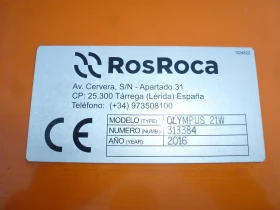 RosRoca
Av. Cervera, S/N - Apartado 31
CP: 25.300 Tárrega (Lérida) España
Teléfono: (+34) 973508100
CE
MODELO (TYPE) OLYMPUS 21W
NUMERO (NUMB.) 313384
AÑO (YEAR) 2016